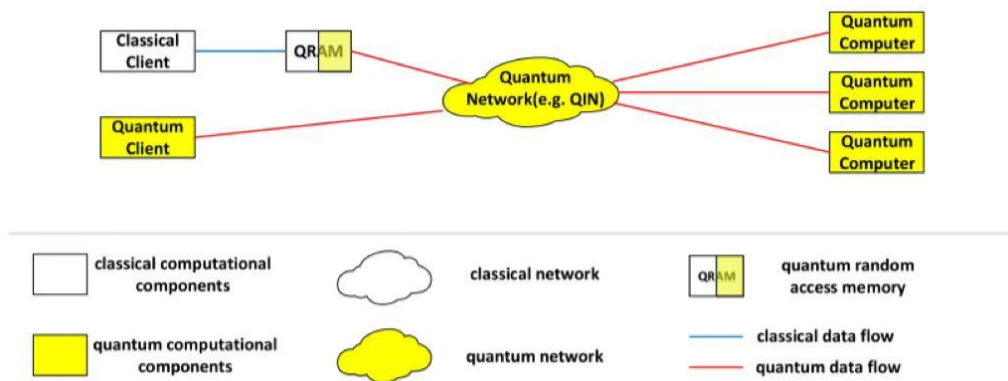 Classical
Client
QRAM
Quantum
Network(e.g. QIN)
Quantum
Computer
Quantum
Computer
Quantum
Computer
Quantum
Client
classical computational
components
classical network
QRAM
quantum random
access memory
quantum computational
components
quantum network
classical data flow
quantum data flow